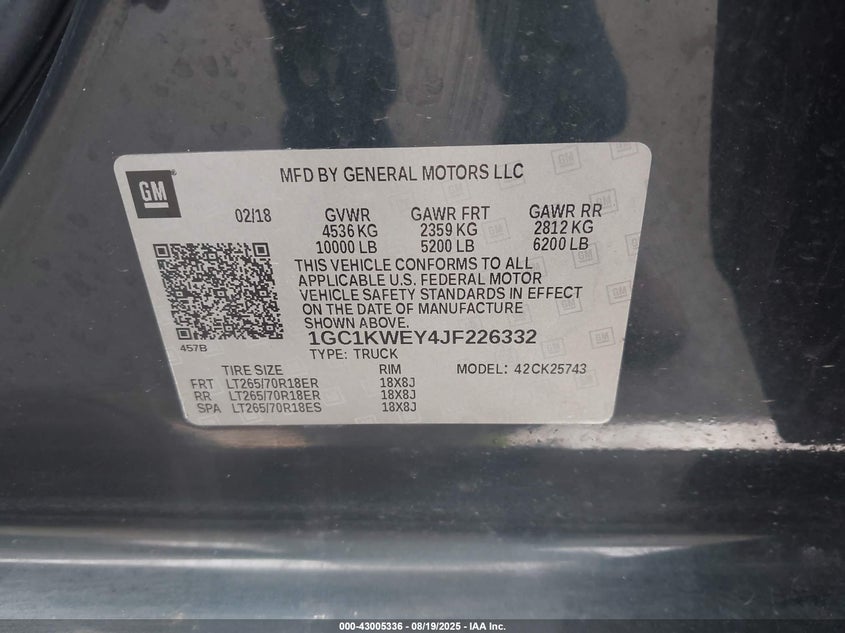 GM
MFD BY GENERAL MOTORS LLC
02/18 GVWR GAWR FRT GAWR RR
4536 KG 2359 KG 2812 KG
10000 LB 5200 LB 6200 LB
THIS VEHICLE CONFORMS TO ALL
APPLICABLE U.S. FEDERAL MOTOR
VEHICLE SAFETY STANDARDS IN EFFECT
ON THE DATE OF MANUFACTURE
SHOWN ABOVE.
457B
1GC1KWEY4JF226332
TYPE: TRUCK
TIRE SIZE RIM MODEL: 42CK25743
FRT LT265/70R18ER 18X8J
RR LT265/70R18ER 18X8J
SPA LT265/70R18ES 18X8J
000-43005336 - 08/19/2025 - IAA Inc.